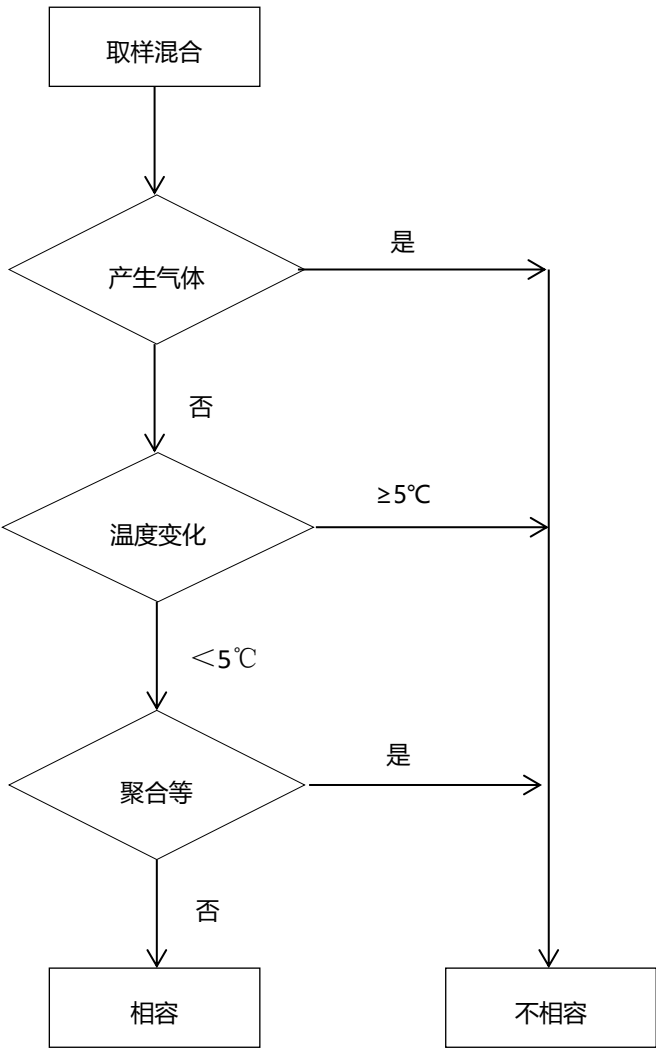 取样混合
是
产生气体
否
≥5℃
温度变化
＜5℃
是
聚合等
否
相容
不相容